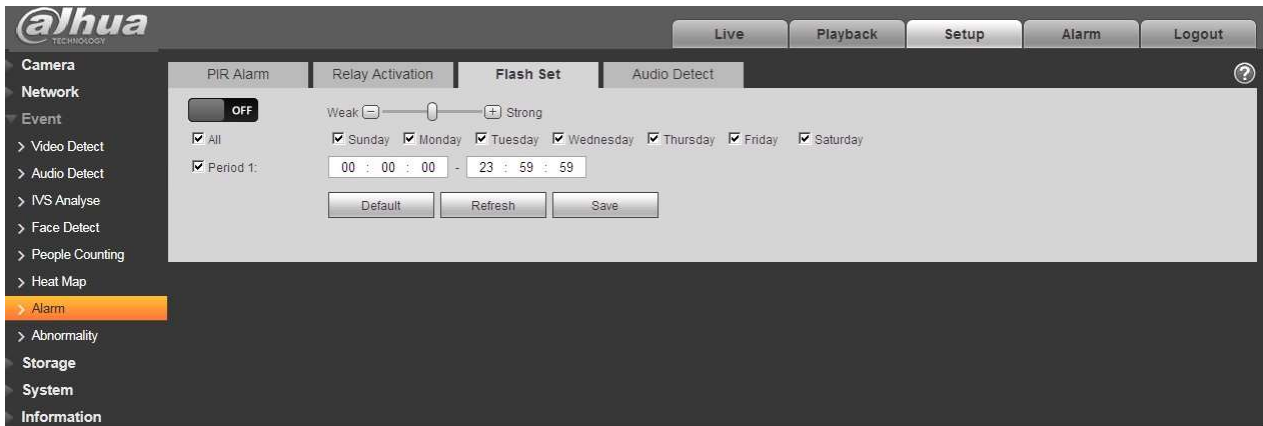 alhua
TECHNOLOGY
Live Playback Setup Alarm Logout
Camera
Network
Event
> Video Detect
> Audio Detect
> IVS Analyse
> Face Detect
> People Counting
> Heat Map
> Alarm
> Abnormality
Storage
System
Information
PIR Alarm Relay Activation Flash Set Audio Detect ?
OFF Weak - + Strong
All Sunday Monday Tuesday Wednesday Thursday Friday Saturday
Period 1: 00 : 00 : 00 - 23 : 59 : 59
Default Refresh Save